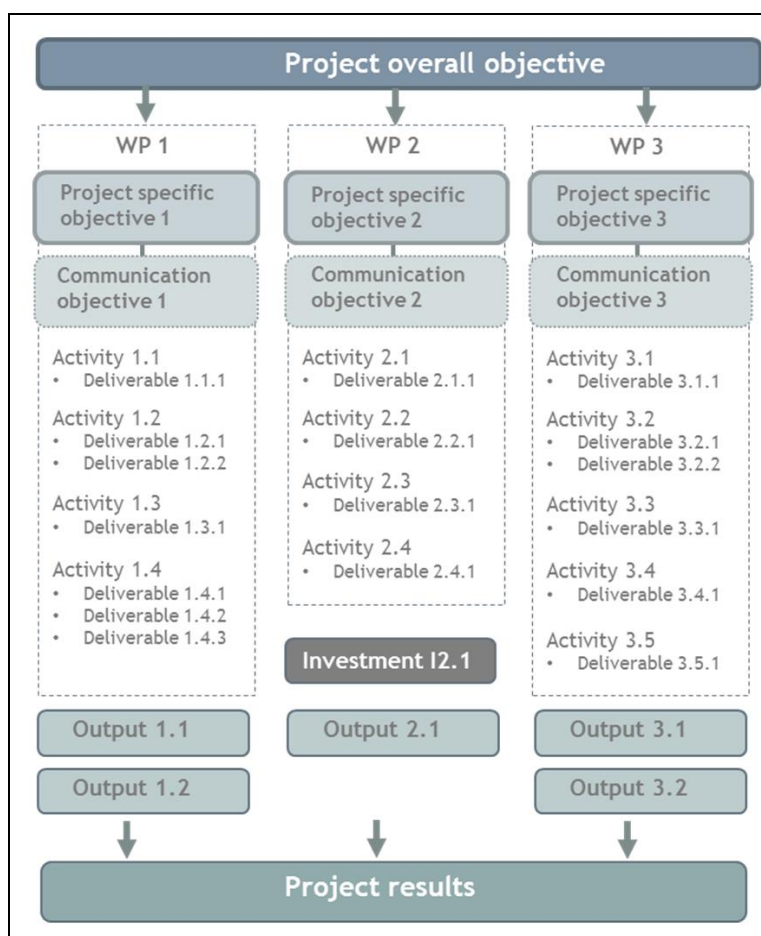 Project overall objective
WP 1
Project specific
objective 1
Communication
objective 1
Activity 1.1
• Deliverable 1.1.1
Activity 1.2
• Deliverable 1.2.1
• Deliverable 1.2.2
Activity 1.3
• Deliverable 1.3.1
Activity 1.4
• Deliverable 1.4.1
• Deliverable 1.4.2
• Deliverable 1.4.3
Output 1.1
Output 1.2
WP 2
Project specific
objective 2
Communication
objective 2
Activity 2.1
• Deliverable 2.1.1
Activity 2.2
• Deliverable 2.2.1
Activity 2.3
• Deliverable 2.3.1
Activity 2.4
• Deliverable 2.4.1
Investment I2.1
Output 2.1
WP 3
Project specific
objective 3
Communication
objective 3
Activity 3.1
• Deliverable 3.1.1
Activity 3.2
• Deliverable 3.2.1
• Deliverable 3.2.2
Activity 3.3
• Deliverable 3.3.1
Activity 3.4
• Deliverable 3.4.1
Activity 3.5
• Deliverable 3.5.1
Output 3.1
Output 3.2
Project results